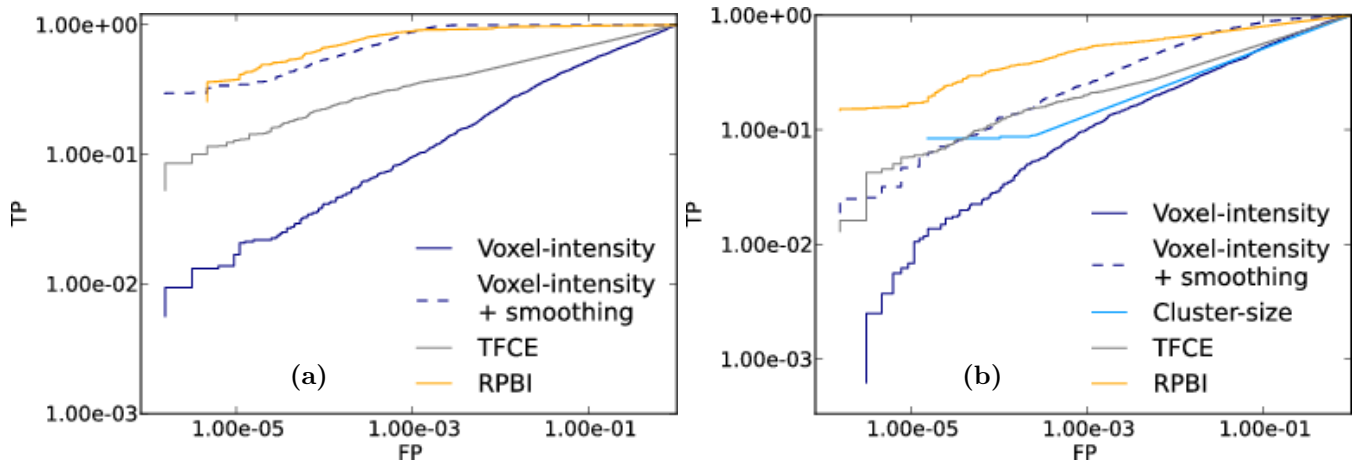 1.00e+00
1.00e-01
TP
1.00e-02
1.00e-03
Voxel-intensity
Voxel-intensity
+ smoothing
TFCE
RPBI
(a)
1.00e-05
1.00e-03
1.00e-01
FP
1.00e+00
1.00e-01
TP
1.00e-02
1.00e-03
Voxel-intensity
Voxel-intensity
+ smoothing
Cluster-size
TFCE
RPBI
(b)
1.00e-05
1.00e-03
1.00e-01
FP